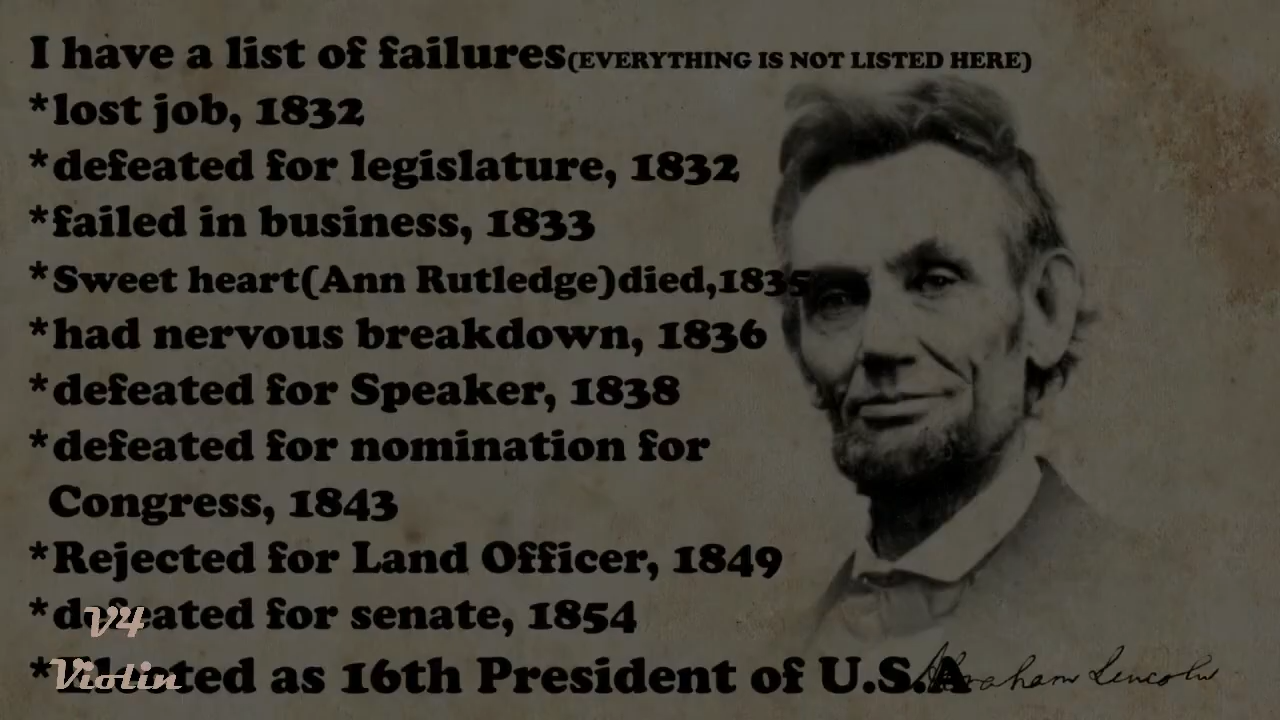 I have a list of failures(EVERYTHING IS NOT LISTED HERE)
*lost job, 1832
*defeated for legislature, 1832
*failed in business, 1833
*Sweet heart(Ann Rutledge)died,1835
*had nervous breakdown, 1836
*defeated for Speaker, 1838
*defeated for nomination for
Congress, 1843
*Rejected for Land Officer, 1849
*defeated for senate, 1854
*Elected as 16th President of U.S.A
Abraham Lincoln
V4
Violin